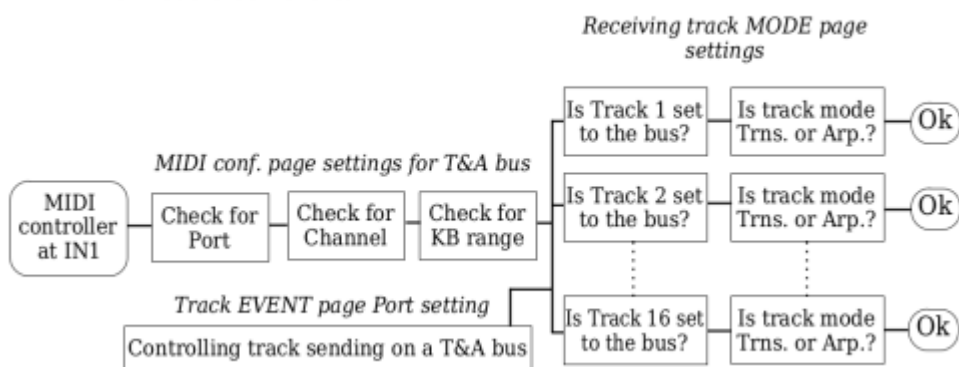 Receiving track MODE page
settings
MIDI conf. page settings for T&A bus
MIDI
controller
at IN1
Check for
Port
Check for
Channel
Check for
KB range
Is Track 1 set
to the bus?
Is track mode
Trns. or Arp.?
Ok
Is Track 2 set
to the bus?
Is track mode
Trns. or Arp.?
Ok
Track EVENT page Port setting
Controlling track sending on a T&A bus
Is Track 16 set
to the bus?
Is track mode
Trns. or Arp.?
Ok